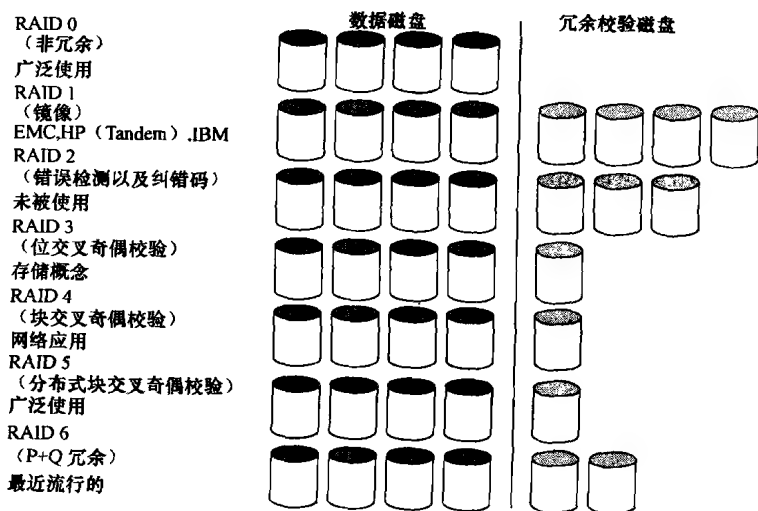 数据磁盘
冗余校验磁盘
RAID 0
（非冗余）
广泛使用
RAID 1
（镜像）
EMC,HP（Tandem）.IBM
RAID 2
（错误检测以及纠错码）
未被使用
RAID 3
（位交叉奇偶校验）
存储概念
RAID 4
（块交叉奇偶校验）
网络应用
RAID 5
（分布式块交叉奇偶校验）
广泛使用
RAID 6
（P+Q 冗余）
最近流行的